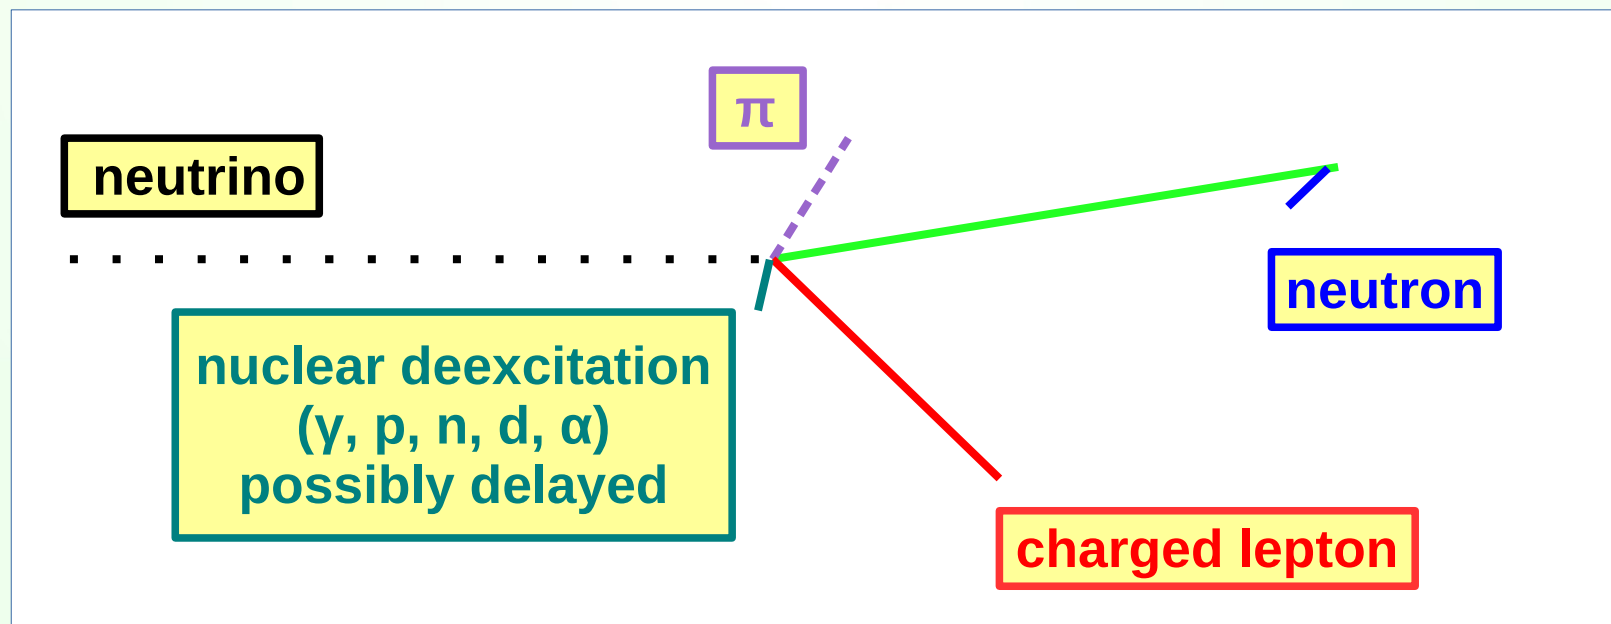 π
neutrino
neutron
nuclear deexcitation
(γ, p, n, d, α)
possibly delayed
charged lepton